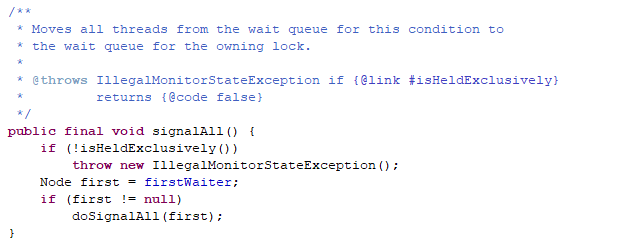 /**
 * Moves all threads from the wait queue for this condition to
 * the wait queue for the owning lock.
 *
 * @throws IllegalMonitorStateException if {@link #isHeldExclusively}
 *         returns {@code false}
 */
public final void signalAll() {
    if (!isHeldExclusively())
        throw new IllegalMonitorStateException();
    Node first = firstWaiter;
    if (first != null)
        doSignalAll(first);
}